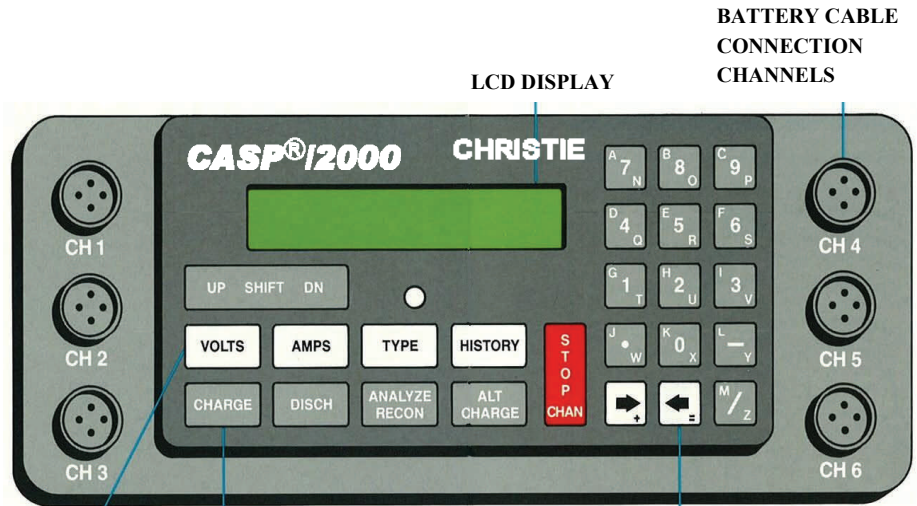 BATTERY CABLE
CONNECTION
CHANNELS
LCD DISPLAY
CASP®/2000
CHRISTIE
CH 1
CH 2
CH 3
UP SHIFT DN
VOLTS
AMPS
TYPE
HISTORY
CHARGE
DISCH
ANALYZE
RECON
ALT
CHARGE
STOP
CHAN
A 7 N
B 8 O
C 9 P
D 4 Q
E 5 R
F 6 S
G 1 T
H 2 U
I 3 V
J • W
K 0 X
L – Y
➡ +
⬅ =
M / Z
CH 4
CH 5
CH 6